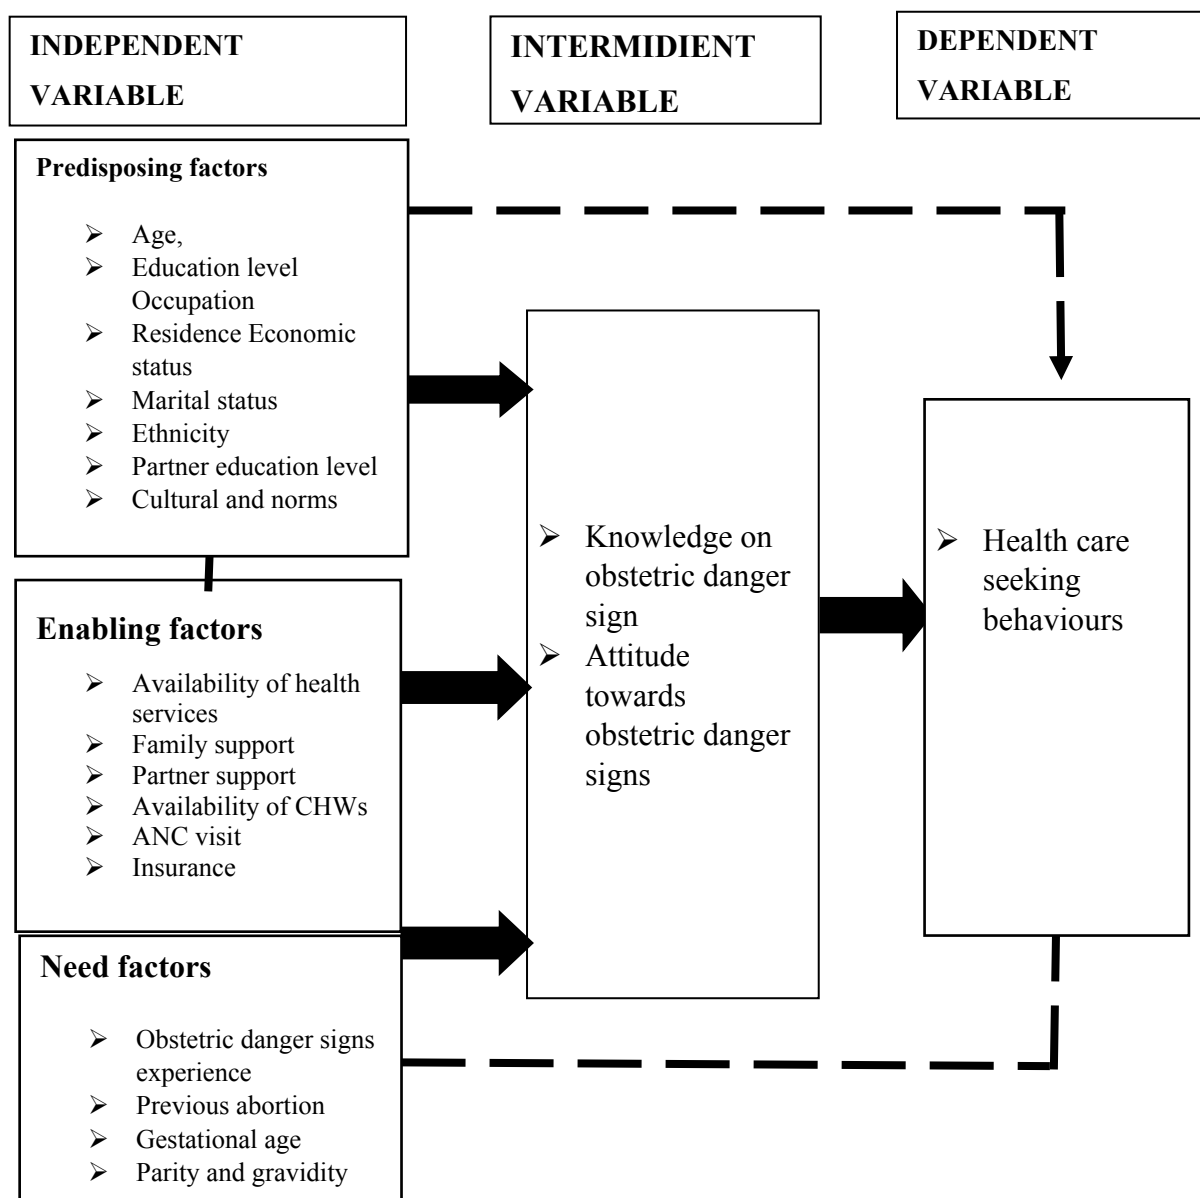 INDEPENDENT
VARIABLE
INTERMIDIENT
VARIABLE
DEPENDENT
VARIABLE
Predisposing factors
➢ Age,
➢ Education level
Occupation
➢ Residence Economic
status
➢ Marital status
➢ Ethnicity
➢ Partner education level
➢ Cultural and norms
Enabling factors
➢ Availability of health
services
➢ Family support
➢ Partner support
➢ Availability of CHWs
➢ ANC visit
➢ Insurance
Need factors
➢ Obstetric danger signs
experience
➢ Previous abortion
➢ Gestational age
➢ Parity and gravidity
➢ Knowledge on
obstetric danger
sign
➢ Attitude
towards
obstetric danger
signs
➢ Health care
seeking
behaviours